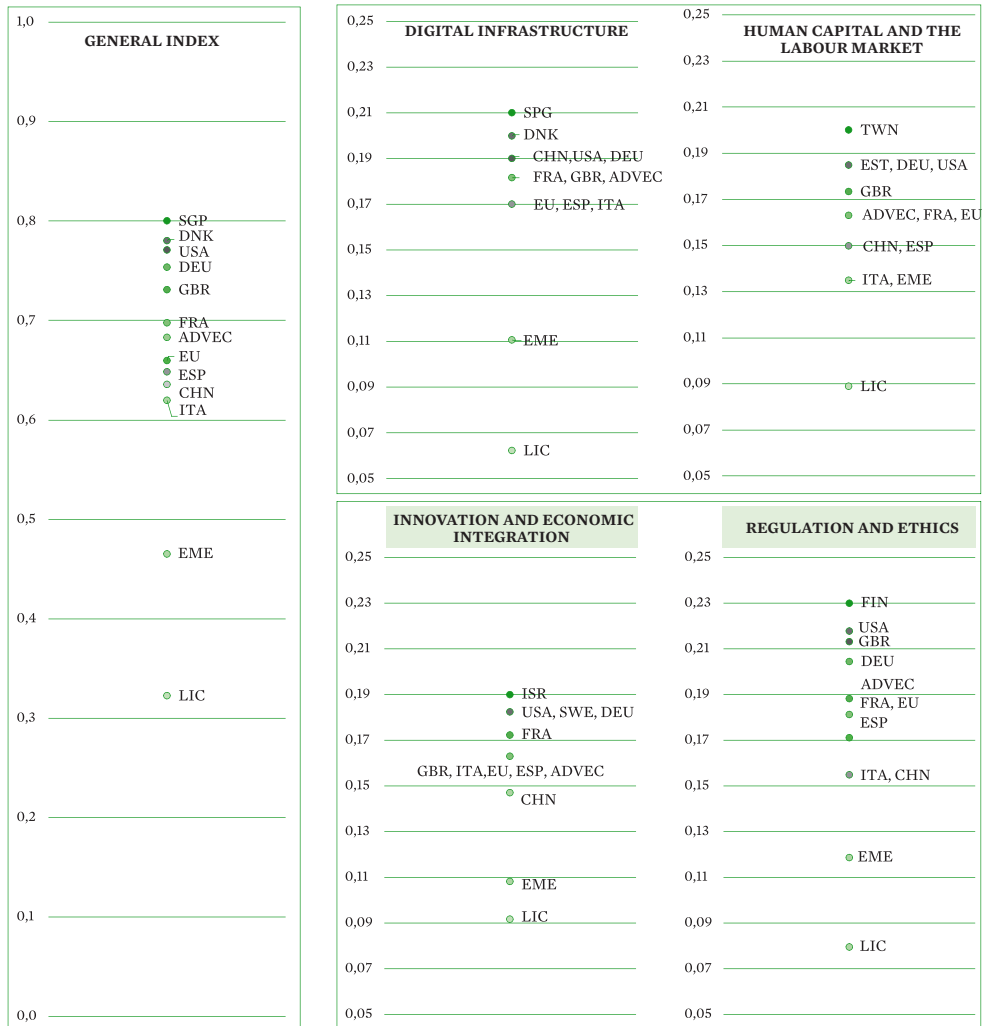 GENERAL INDEX
1,0
0,9
0,8
0,7
0,6
0,5
0,4
0,3
0,2
0,1
0,0
SGP
DNK
USA
DEU
GBR
FRA
ADVEC
EU
ESP
CHN
ITA
EME
LIC
DIGITAL INFRASTRUCTURE
0,25
0,23
0,21
0,19
0,17
0,15
0,13
0,11
0,09
0,07
0,05
SPG
DNK
CHN,USA, DEU
FRA, GBR, ADVEC
EU, ESP, ITA
EME
LIC
HUMAN CAPITAL AND THE
LABOUR MARKET
0,25
0,23
0,21
0,19
0,17
0,15
0,13
0,11
0,09
0,07
0,05
TWN
EST, DEU, USA
GBR
ADVEC, FRA, EU
CHN, ESP
ITA, EME
LIC
INNOVATION AND ECONOMIC
INTEGRATION
0,25
0,23
0,21
0,19
0,17
0,15
0,13
0,11
0,09
0,07
0,05
ISR
USA, SWE, DEU
FRA
GBR, ITA,EU, ESP, ADVEC
CHN
EME
LIC
REGULATION AND ETHICS
0,25
0,23
0,21
0,19
0,17
0,15
0,13
0,11
0,09
0,07
0,05
FIN
USA
GBR
DEU
ADVEC
FRA, EU
ESP
ITA, CHN
EME
LIC